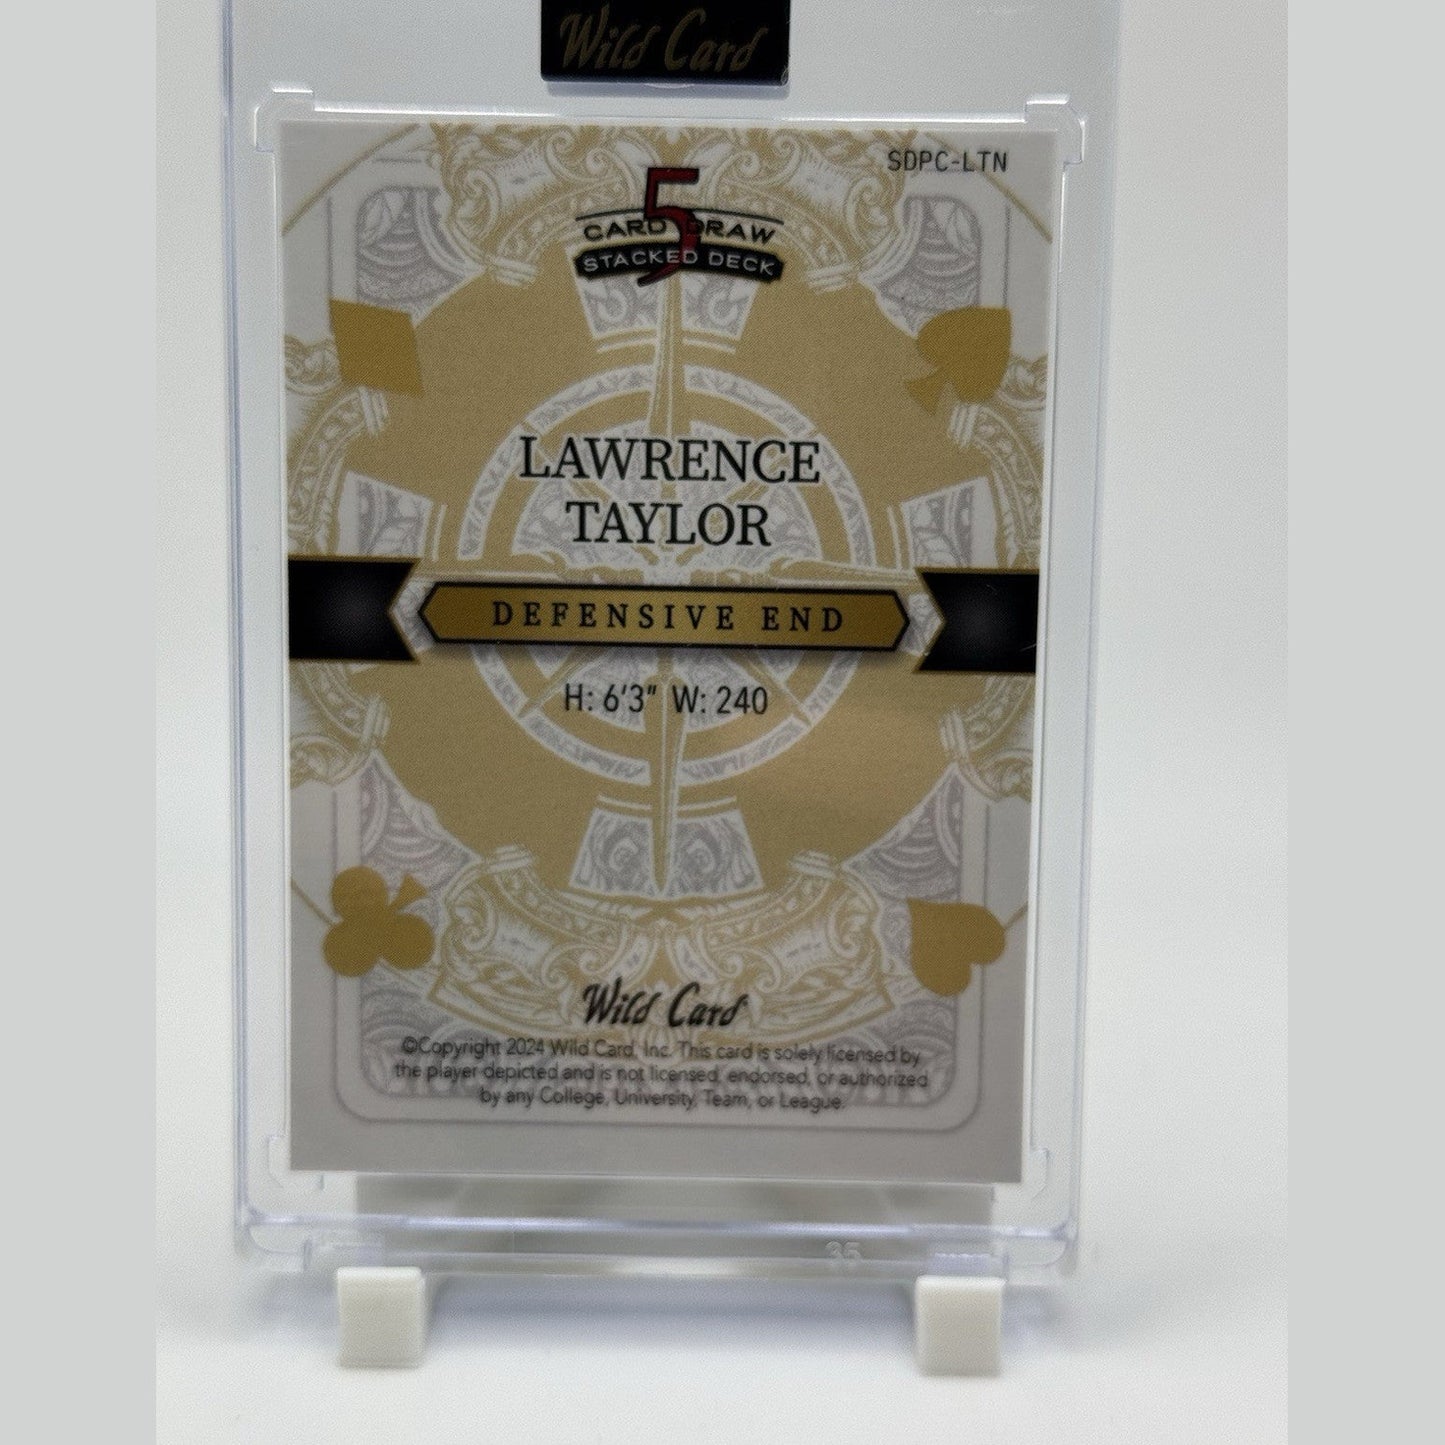 Wild Card
SDPC-LTN
5
CARD DRAW
STACKED DECK
LAWRENCE
TAYLOR
DEFENSIVE END
H: 6'3" W: 240
Wild Card
©Copyright 2024 Wild Card, Inc. This card is solely licensed by
the player depicted and is not licensed, endorsed, or authorized
by any College, University, Team, or League.
35